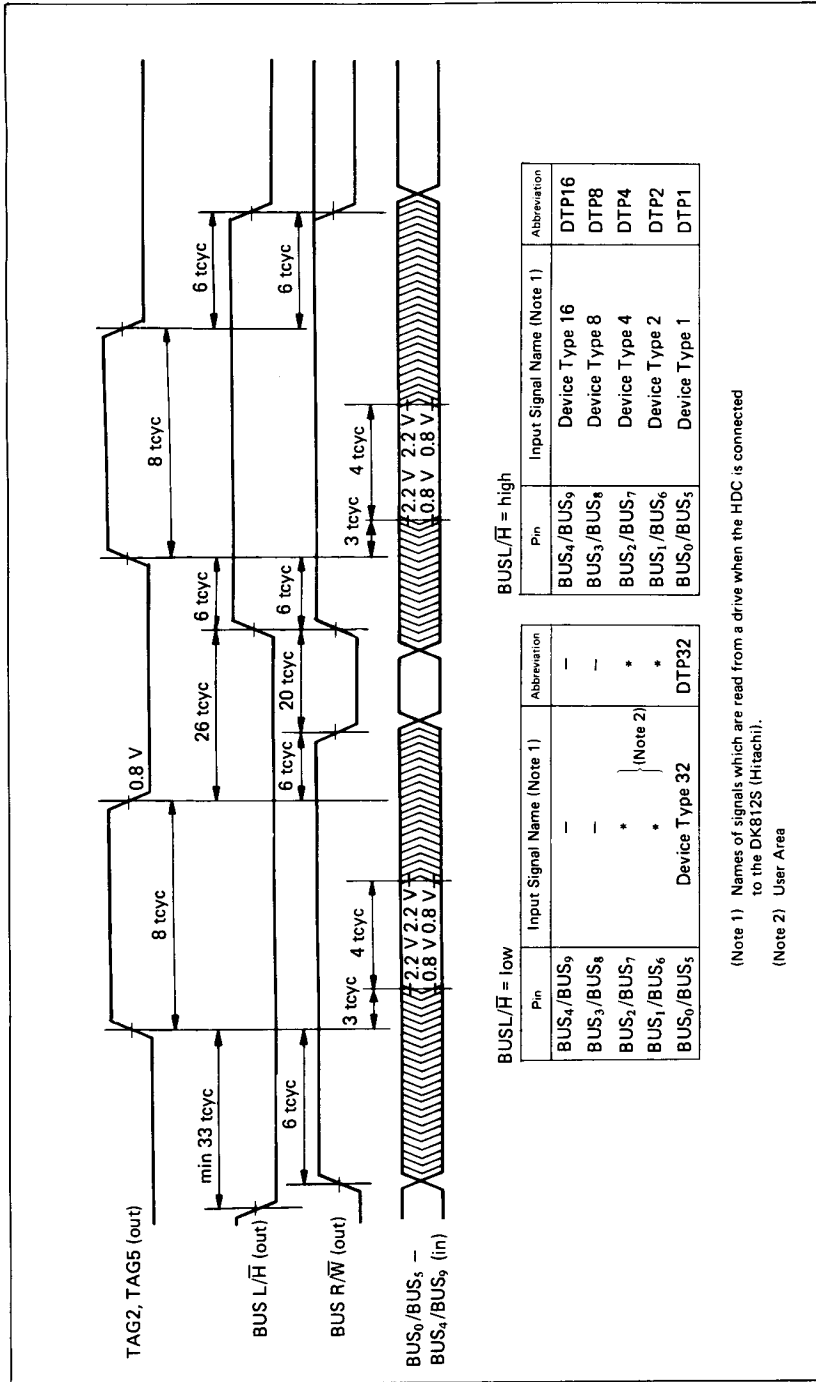 TAG2, TAG5 (out)
0.8 V
8 tcyc
8 tcyc
min 33 tcyc
26 tcyc
6 tcyc
6 tcyc
BUS L/H̅ (out)
6 tcyc
6 tcyc
20 tcyc
6 tcyc
6 tcyc
BUS R/W̅ (out)
3 tcyc
4 tcyc
3 tcyc
4 tcyc
BUS₀/BUS₅ –
BUS₄/BUS₉ (in)
2.2 V 2.2 V
0.8 V 0.8 V
2.2 V 2.2 V
0.8 V 0.8 V
BUSL/H̅ = low
Pin Input Signal Name (Note 1) Abbreviation
BUS₄/BUS₉ – –
BUS₃/BUS₈ – –
BUS₂/BUS₇ * *
(Note 2)
BUS₁/BUS₆ * *
BUS₀/BUS₅ Device Type 32 DTP32
BUSL/H̅ = high
Pin Input Signal Name (Note 1) Abbreviation
BUS₄/BUS₉ Device Type 16 DTP16
BUS₃/BUS₈ Device Type 8 DTP8
BUS₂/BUS₇ Device Type 4 DTP4
BUS₁/BUS₆ Device Type 2 DTP2
BUS₀/BUS₅ Device Type 1 DTP1
(Note 1) Names of signals which are read from a drive when the HDC is connected
to the DK812S (Hitachi).
(Note 2) User Area